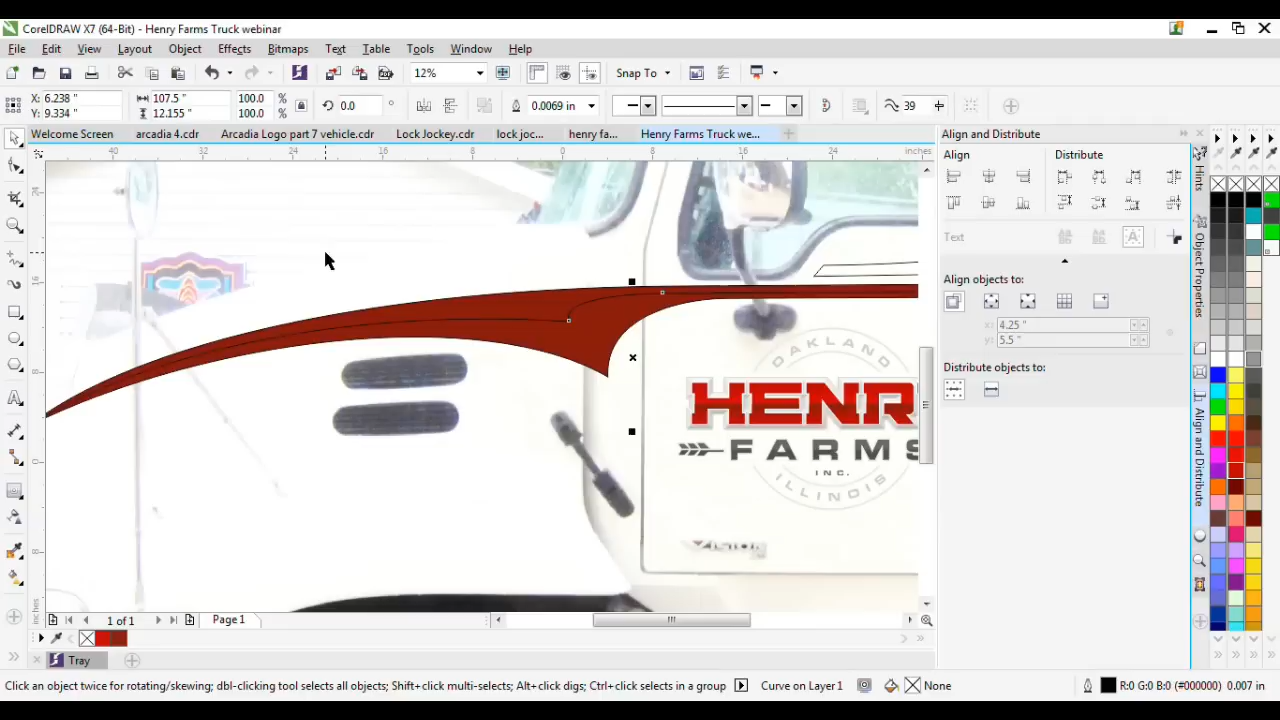 CorelDRAW X7 (64-Bit) - Henry Farms Truck webinar
File Edit View Layout Object Effects Bitmaps Text Table Tools Window Help
12% Snap To
X: 6.238 " 107.5 " 100.0 % 0.0 ° 0.0069 in 39
Y: 9.334 " 12.155 " 100.0 %
Welcome Screen arcadia 4.cdr Arcadia Logo part 7 vehicle.cdr Lock Jockey.cdr lock joc... henry fa... Henry Farms Truck we...
40 32 24 16 8 0 8 16 24 inches
Align and Distribute
Align Distribute
Text
Align objects to:
x: 4.25 "
y: 5.5 "
Distribute objects to:
Hints
Object Properties
Align and Distribute
OAKLAND
HENR
FARMS
INC.
ILLINOIS
VISION
inches
1 of 1 Page 1
Tray
Click an object twice for rotating/skewing; dbl-clicking tool selects all objects; Shift+click multi-selects; Alt+click digs; Ctrl+click selects in a group Curve on Layer 1 None R:0 G:0 B:0 (#000000) 0.007 in